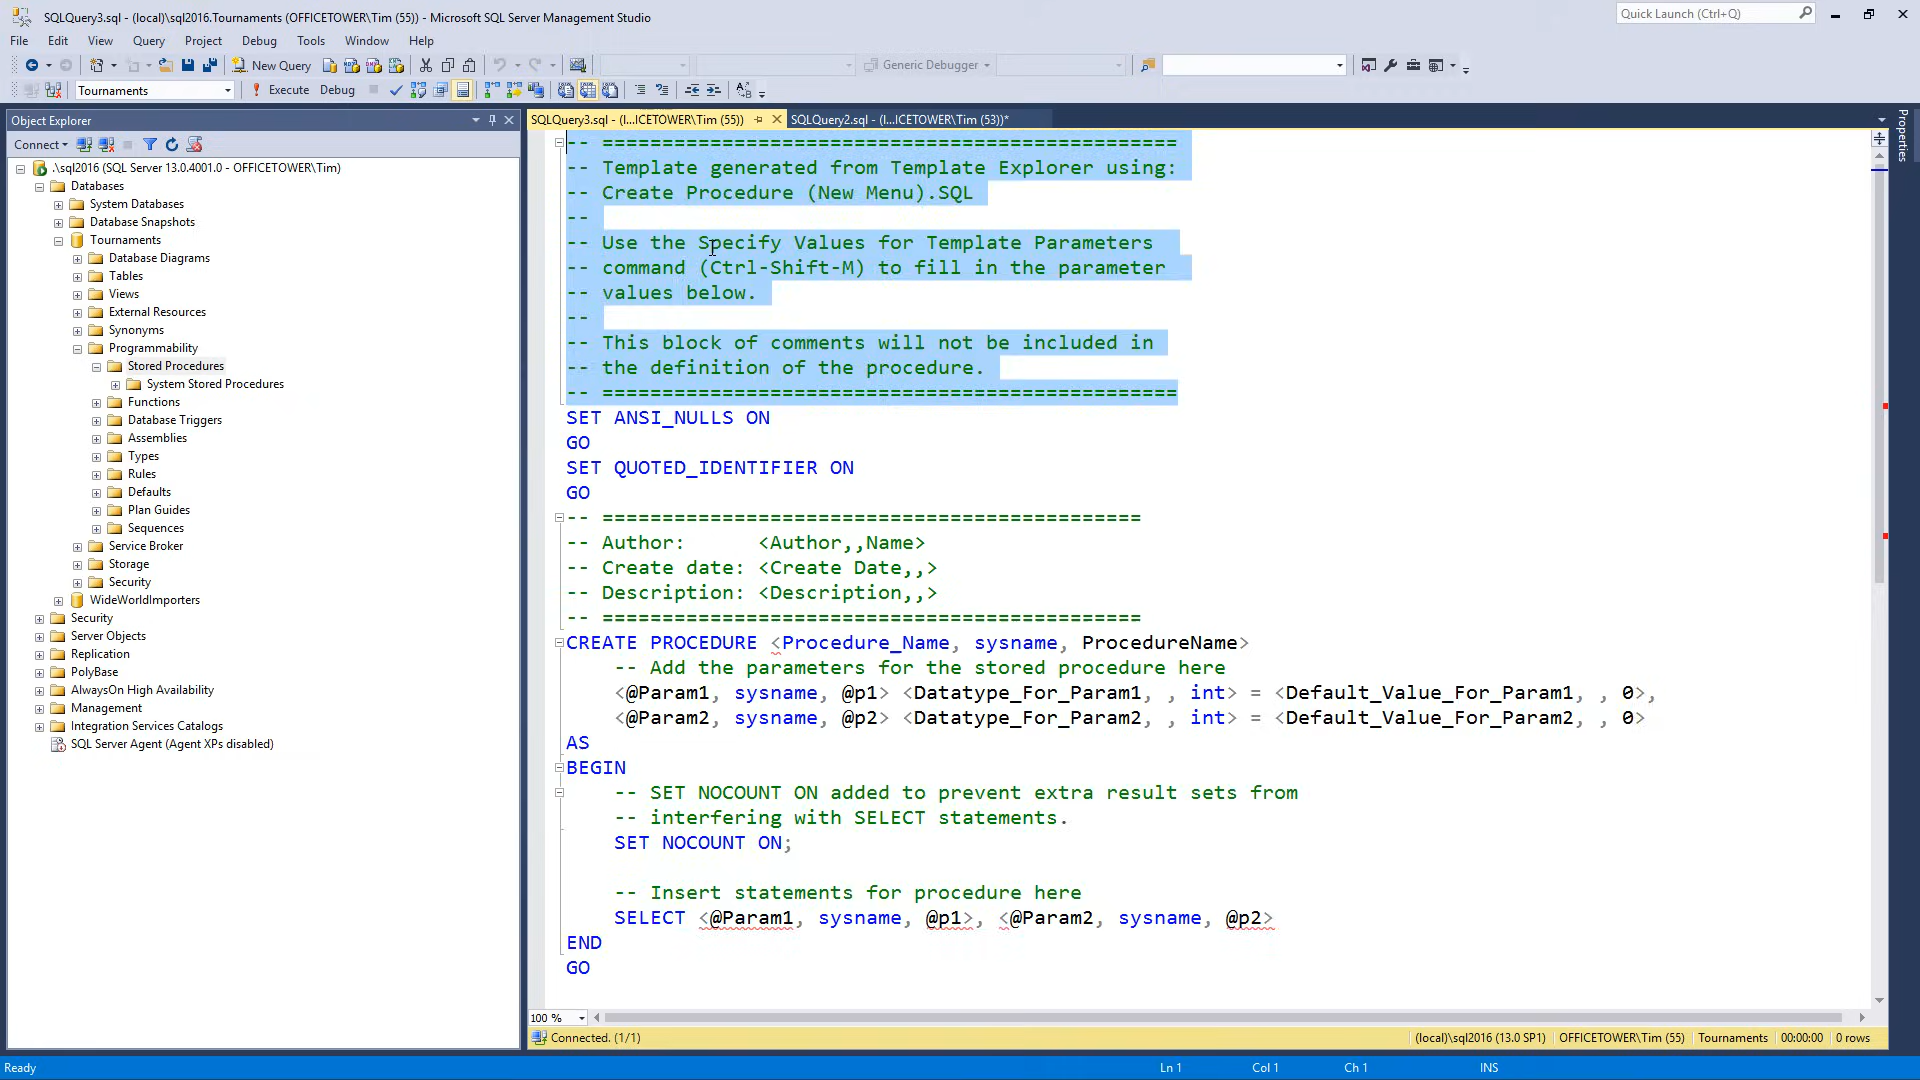 SQLQuery3.sql - (local)\sql2016.Tournaments (OFFICETOWER\Tim (55)) - Microsoft SQL Server Management Studio
Quick Launch (Ctrl+Q)
File Edit View Query Project Debug Tools Window Help
New Query
Generic Debugger
Tournaments
! Execute Debug
Object Explorer
Connect
.\sql2016 (SQL Server 13.0.4001.0 - OFFICETOWER\Tim)
Databases
System Databases
Database Snapshots
Tournaments
Database Diagrams
Tables
Views
External Resources
Synonyms
Programmability
Stored Procedures
System Stored Procedures
Functions
Database Triggers
Assemblies
Types
Rules
Defaults
Plan Guides
Sequences
Service Broker
Storage
Security
WideWorldImporters
Security
Server Objects
Replication
PolyBase
AlwaysOn High Availability
Management
Integration Services Catalogs
SQL Server Agent (Agent XPs disabled)
SQLQuery3.sql - (l...ICETOWER\Tim (55))
SQLQuery2.sql - (l...ICETOWER\Tim (53))*
-- ================================================
-- Template generated from Template Explorer using:
-- Create Procedure (New Menu).SQL
--
-- Use the Specify Values for Template Parameters
-- command (Ctrl-Shift-M) to fill in the parameter
-- values below.
--
-- This block of comments will not be included in
-- the definition of the procedure.
-- ================================================
SET ANSI_NULLS ON
GO
SET QUOTED_IDENTIFIER ON
GO
-- =============================================
-- Author:      <Author,,Name>
-- Create date: <Create Date,,>
-- Description: <Description,,>
-- =============================================
CREATE PROCEDURE <Procedure_Name, sysname, ProcedureName>
-- Add the parameters for the stored procedure here
<@Param1, sysname, @p1> <Datatype_For_Param1, , int> = <Default_Value_For_Param1, , 0>,
<@Param2, sysname, @p2> <Datatype_For_Param2, , int> = <Default_Value_For_Param2, , 0>
AS
BEGIN
-- SET NOCOUNT ON added to prevent extra result sets from
-- interfering with SELECT statements.
SET NOCOUNT ON;
-- Insert statements for procedure here
SELECT <@Param1, sysname, @p1>, <@Param2, sysname, @p2>
END
GO
100 %
Connected. (1/1)
(local)\sql2016 (13.0 SP1) OFFICETOWER\Tim (55) Tournaments 00:00:00 0 rows
Ready
Ln 1 Col 1 Ch 1 INS
Properties